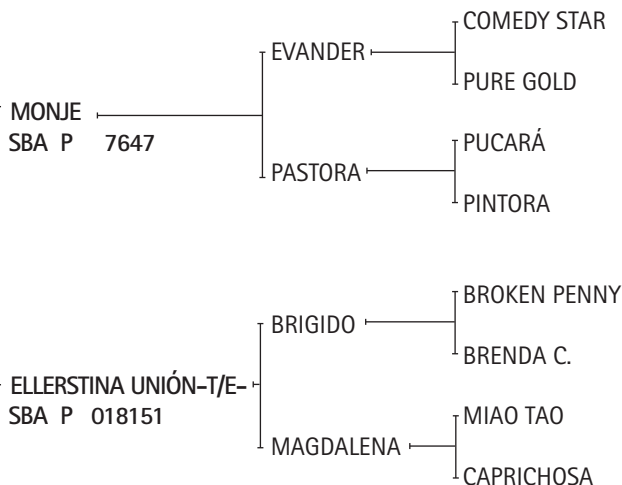 COMEDY STAR
EVANDER
PURE GOLD
MONJE
SBA P 7647
PUCARÁ
PASTORA
PINTORA
BROKEN PENNY
BRIGIDO
BRENDA C.
ELLERSTINA UNIÓN-T/E-
SBA P 018151
MIAO TAO
MAGDALENA
CAPRICHOSA